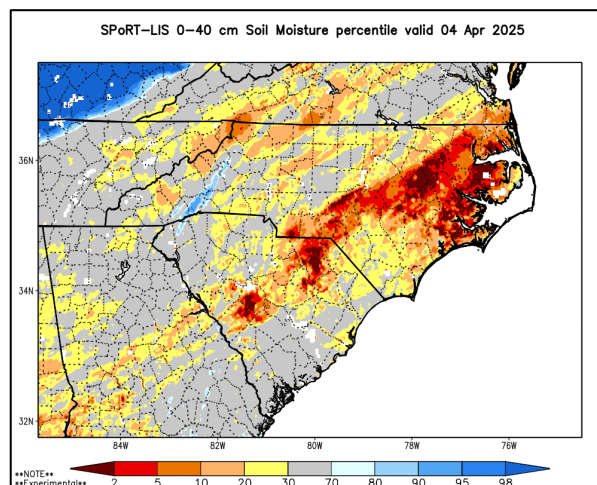 SPoRT-LIS 0-40 cm Soil Moisture percentile valid 04 Apr 2025
36N
34N
32N
84W 82W 80W 78W 76W
**NOTE**
**Experimental** 2 5 10 20 30 70 80 90 95 98